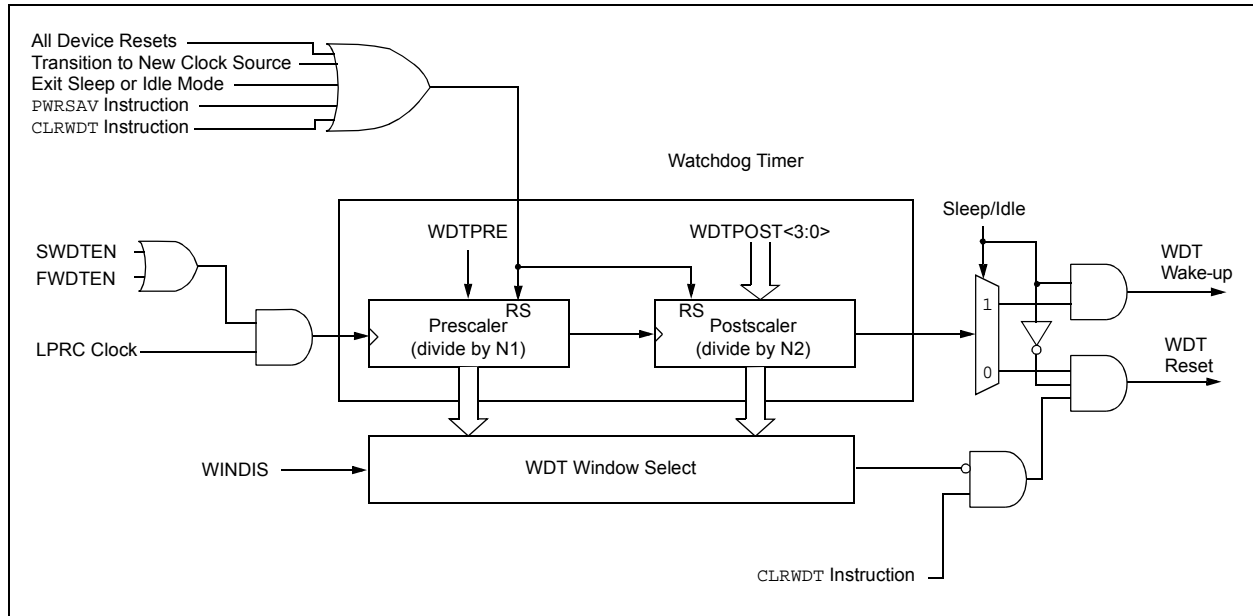 All Device Resets
Transition to New Clock Source
Exit Sleep or Idle Mode
PWRSAV Instruction
CLRWDT Instruction
Watchdog Timer
Sleep/Idle
WDTPRE
WDTPOST<3:0>
SWDTEN
FWDTEN
WDT
Wake-up
RS
RS
1
Prescaler
(divide by N1)
Postscaler
(divide by N2)
LPRC Clock
WDT
Reset
0
WINDIS
WDT Window Select
CLRWDT Instruction